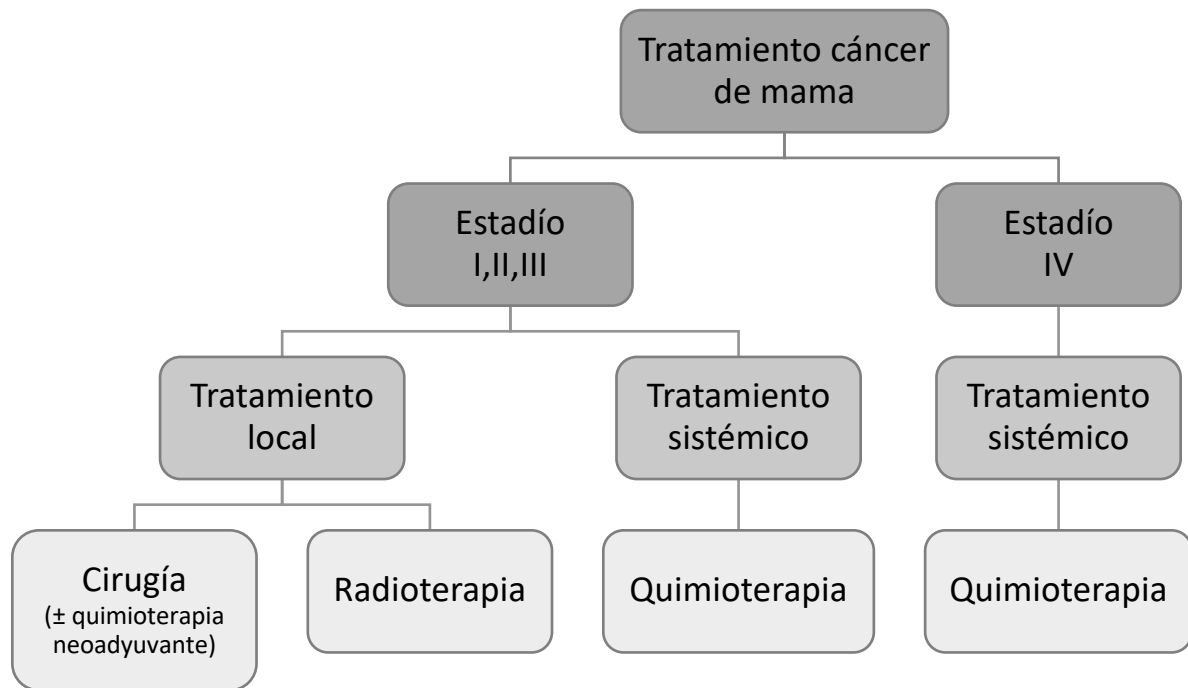 Tratamiento cáncer
de mama
Estadío
I,II,III
Estadío
IV
Tratamiento
local
Tratamiento
sistémico
Tratamiento
sistémico
Cirugía
(± quimioterapia
neoadyuvante)
Radioterapia
Quimioterapia
Quimioterapia